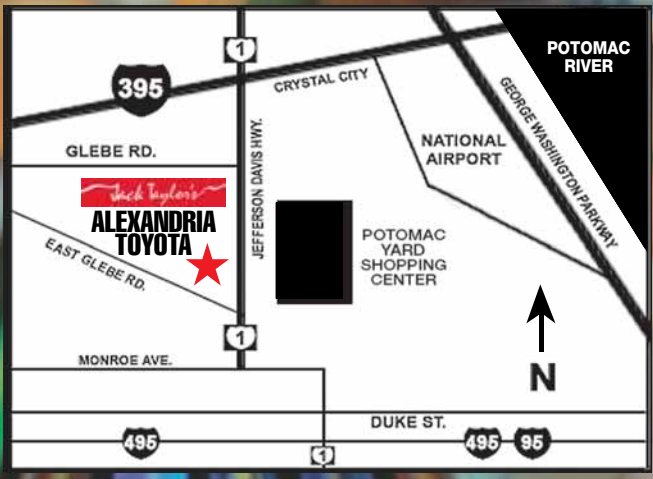 1
POTOMAC
RIVER
395
CRYSTAL CITY
GEORGE WASHINGTON PARKWAY
JEFFERSON DAVIS HWY.
GLEBE RD.
NATIONAL
AIRPORT
Jack Taylor's
ALEXANDRIA
TOYOTA
EAST GLEBE RD.
POTOMAC
YARD
SHOPPING
CENTER
1
MONROE AVE.
N
DUKE ST.
495
1
495
95